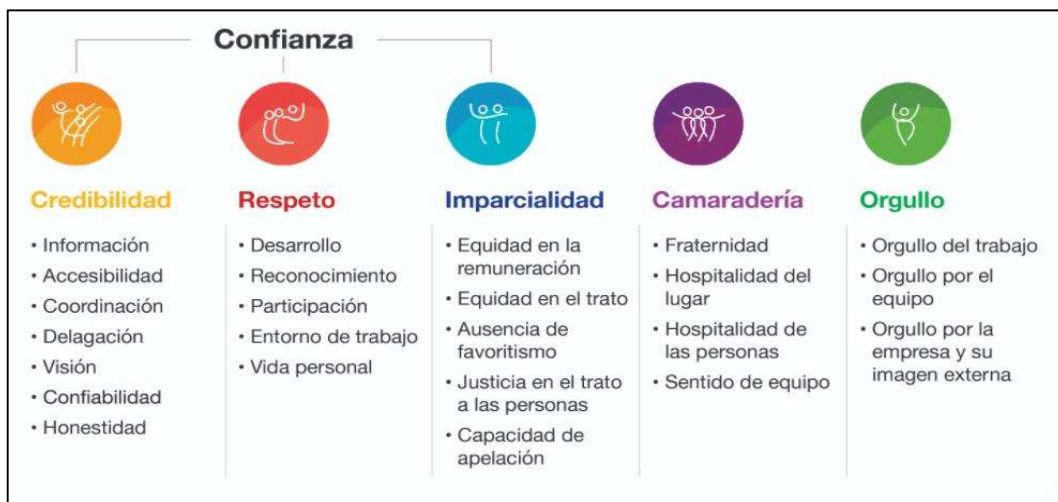 Confianza
Credibilidad
• Información
• Accesibilidad
• Coordinación
• Delagación
• Visión
• Confiabilidad
• Honestidad
Respeto
• Desarrollo
• Reconocimiento
• Participación
• Entorno de trabajo
• Vida personal
Imparcialidad
• Equidad en la
remuneración
• Equidad en el trato
• Ausencia de
favoritismo
• Justicia en el trato
a las personas
• Capacidad de
apelación
Camaradería
• Fraternidad
• Hospitalidad del
lugar
• Hospitalidad de
las personas
• Sentido de equipo
Orgullo
• Orgullo del trabajo
• Orgullo por el
equipo
• Orgullo por la
empresa y su
imagen externa